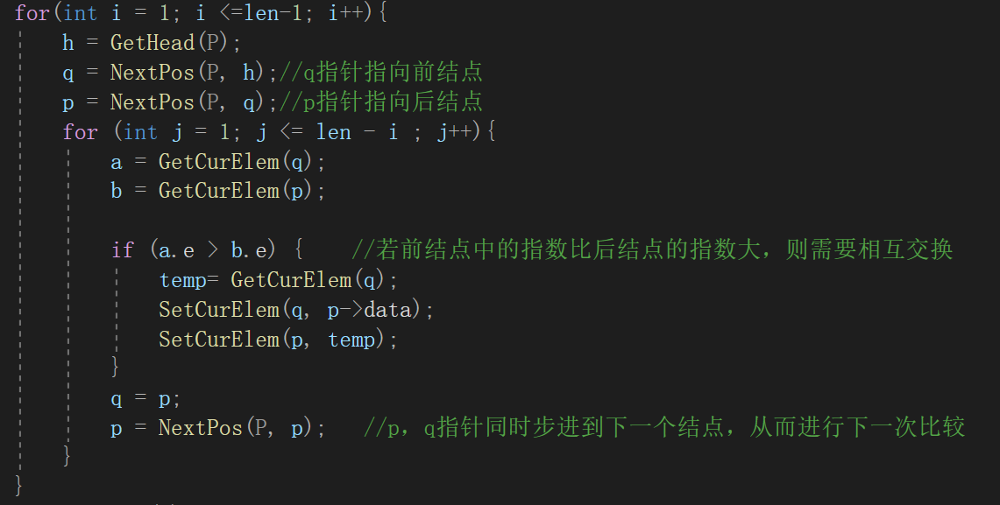 for(int i = 1; i <=len-1; i++){
h = GetHead(P);
q = NextPos(P, h);//q指针指向前结点
p = NextPos(P, q);//p指针指向后结点
for (int j = 1; j <= len - i ; j++){
a = GetCurElem(q);
b = GetCurElem(p);
if (a.e > b.e) {    //若前结点中的指数比后结点的指数大，则需要相互交换
temp= GetCurElem(q);
SetCurElem(q, p->data);
SetCurElem(p, temp);
}
q = p;
p = NextPos(P, p);   //p，q指针同时步进到下一个结点，从而进行下一次比较
}
}